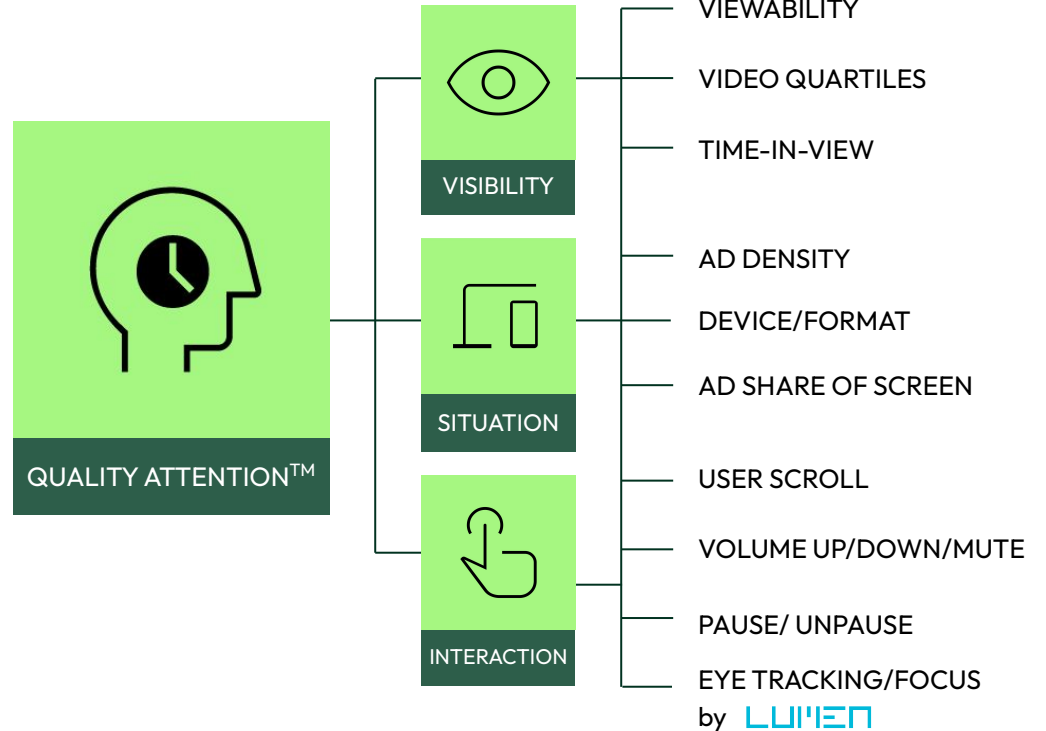 VIEWABILITY
VIDEO QUARTILES
TIME-IN-VIEW
VISIBILITY
AD DENSITY
DEVICE/FORMAT
AD SHARE OF SCREEN
SITUATION
QUALITY ATTENTION™
USER SCROLL
VOLUME UP/DOWN/MUTE
PAUSE/ UNPAUSE
INTERACTION
EYE TRACKING/FOCUS
by LUMEN